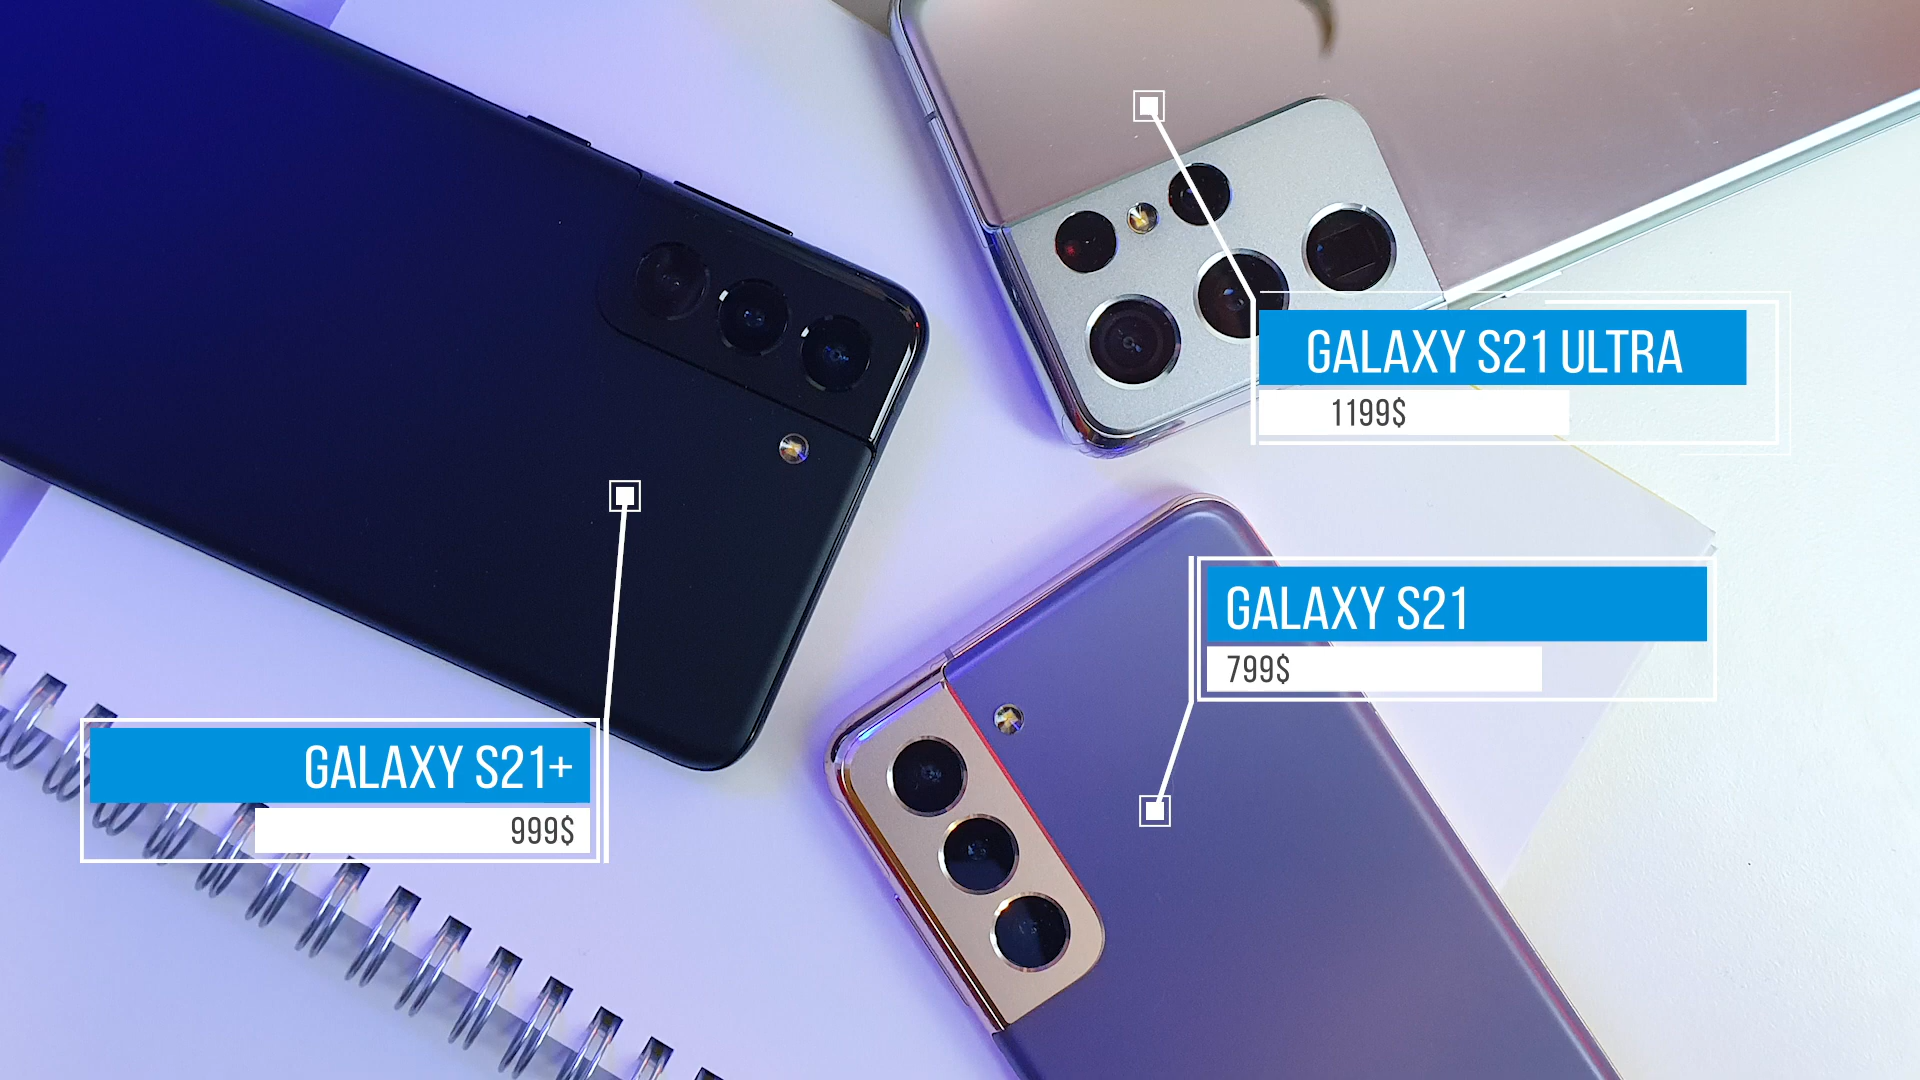 GALAXY S21 ULTRA
1199$
GALAXY S21
799$
GALAXY S21+
999$